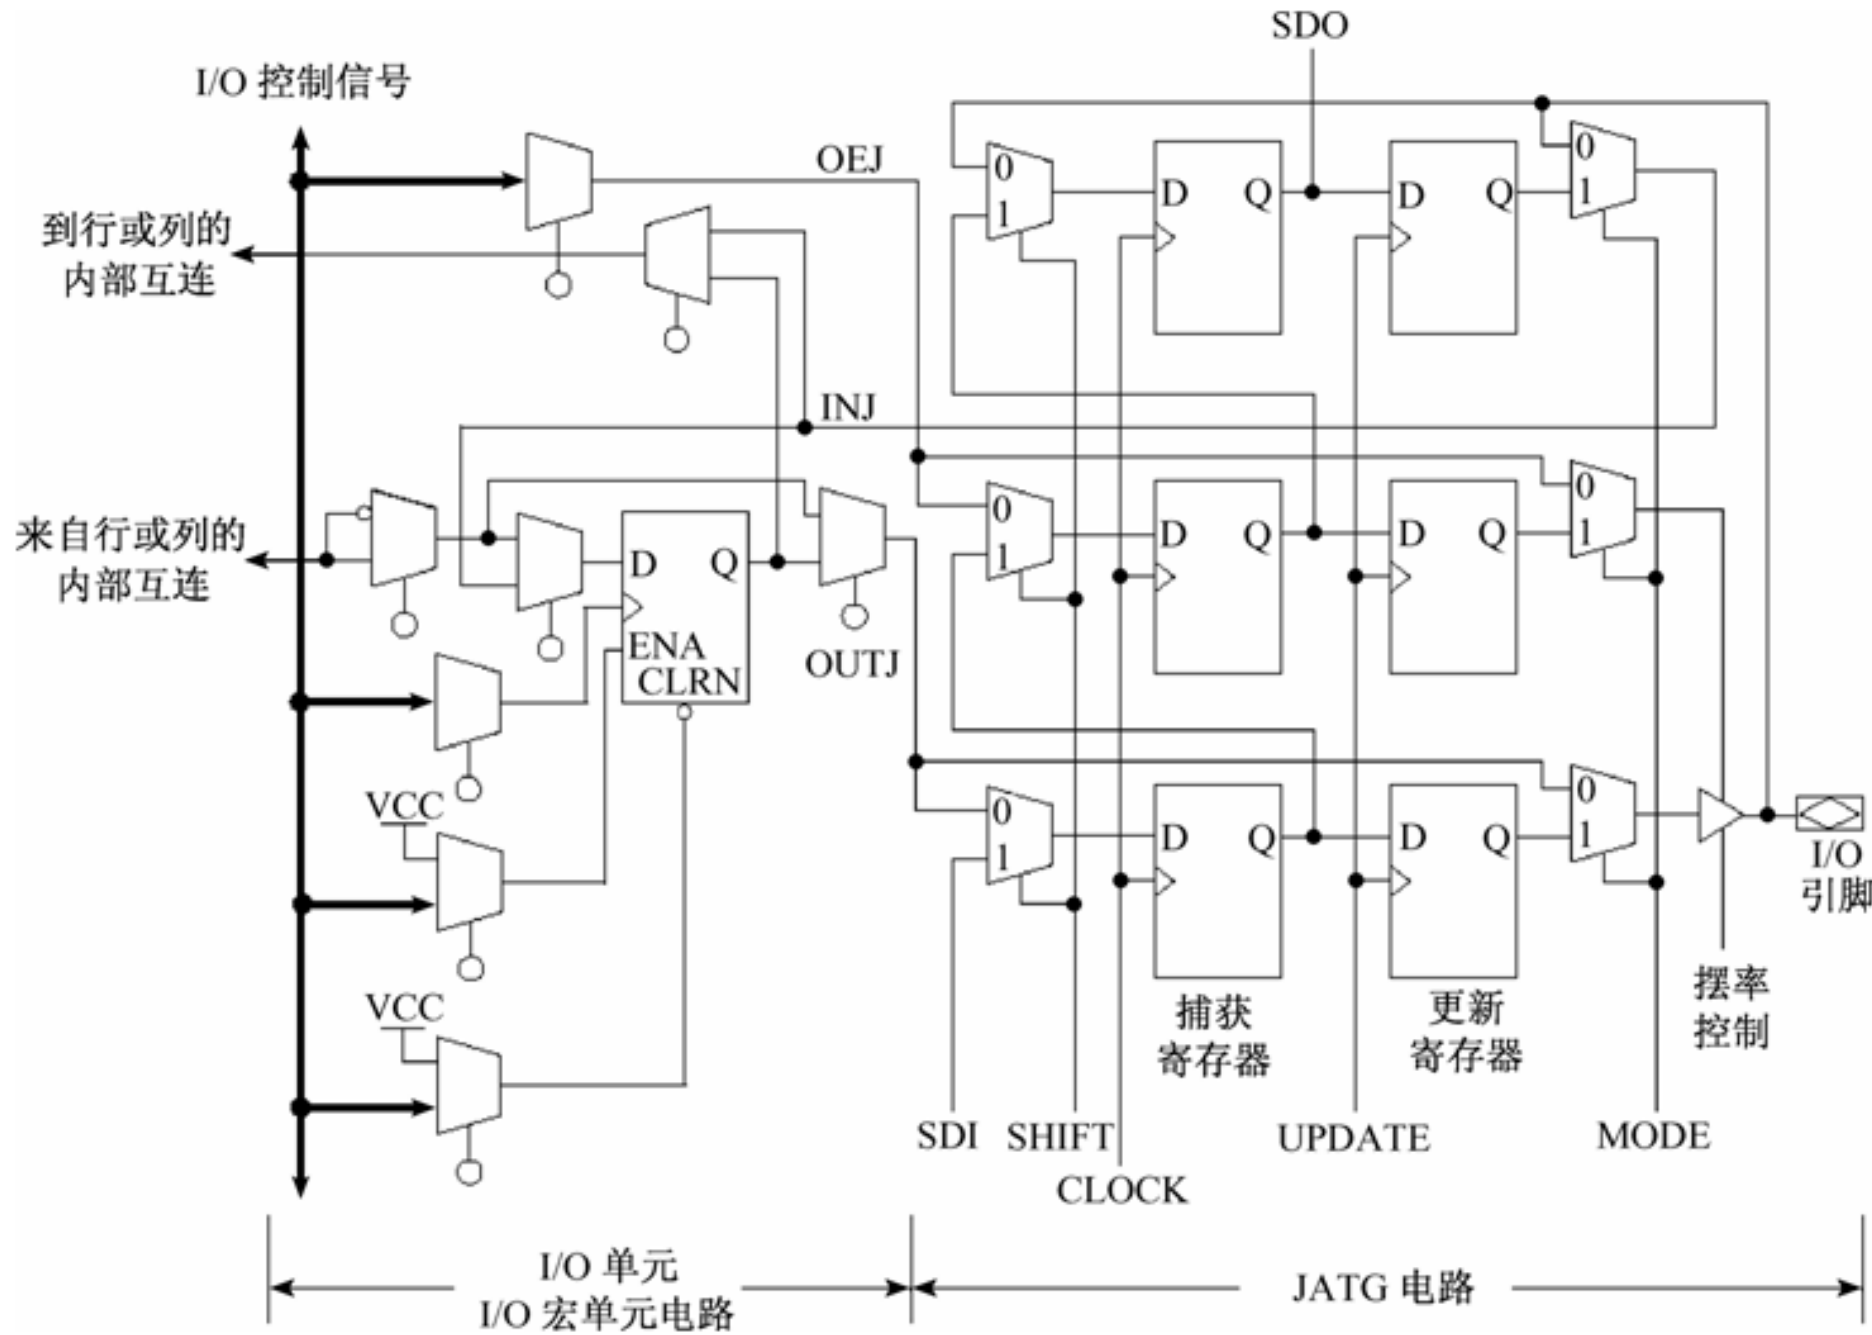 SDO
I/O 控制信号
OEJ
0
1
D Q
D Q
0
1
到行或列的
内部互连
INJ
来自行或列的
内部互连
D Q
ENA
CLRN
OUTJ
0
1
D Q
D Q
0
1
VCC
0
1
D Q
D Q
0
1
I/O
引脚
VCC
捕获
寄存器
更新
寄存器
摆率
控制
SDI
SHIFT
CLOCK
UPDATE
MODE
I/O 单元
I/O 宏单元电路
JATG 电路